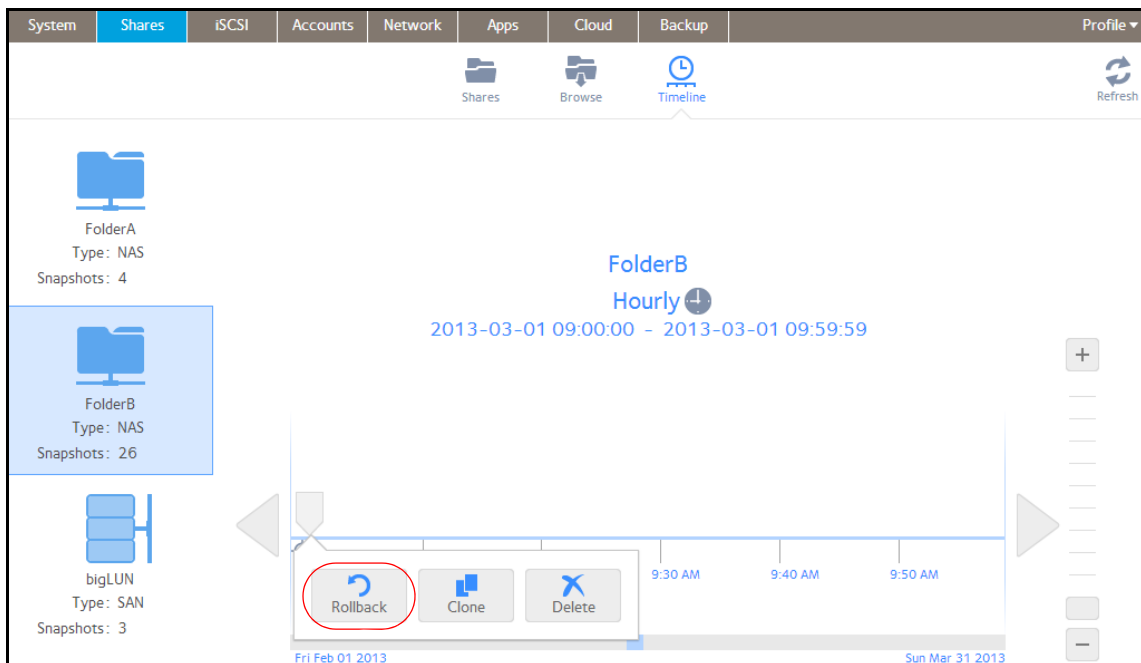 System Shares iSCSI Accounts Network Apps Cloud Backup Profile
Shares Browse Timeline Refresh
FolderA
Type: NAS
Snapshots: 4
FolderB
Type: NAS
Snapshots: 26
bigLUN
Type: SAN
Snapshots: 3
FolderB
Hourly
2013-03-01 09:00:00 - 2013-03-01 09:59:59
+
9:30 AM 9:40 AM 9:50 AM
Rollback Clone Delete
−
Fri Feb 01 2013 Sun Mar 31 2013